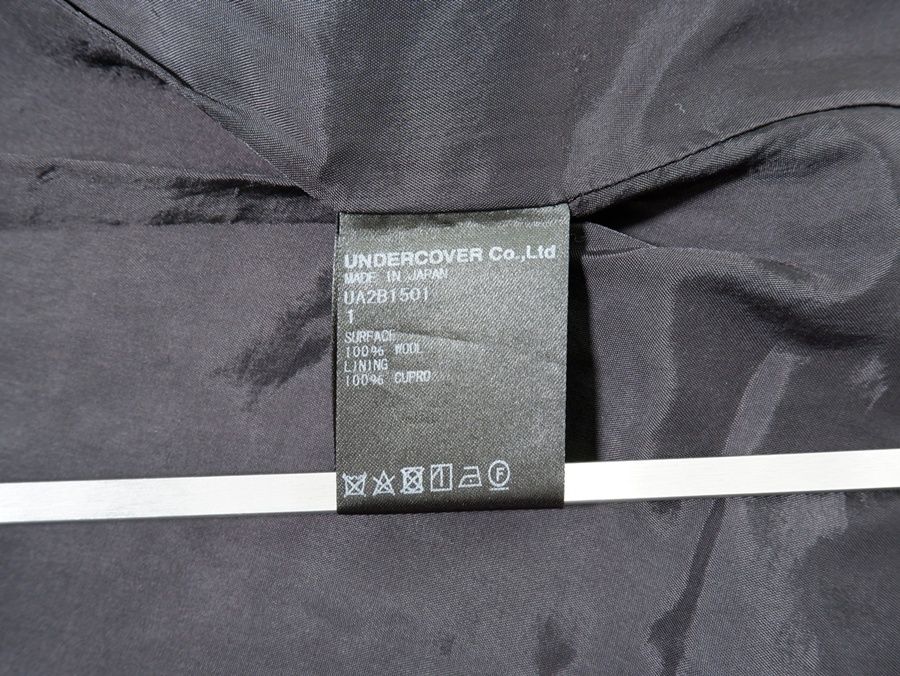 UNDERCOVER Co.,Ltd
MADE IN JAPAN
UA2B1501
1
SURFACE
100% WOOL
LINING
100% CUPRO
F